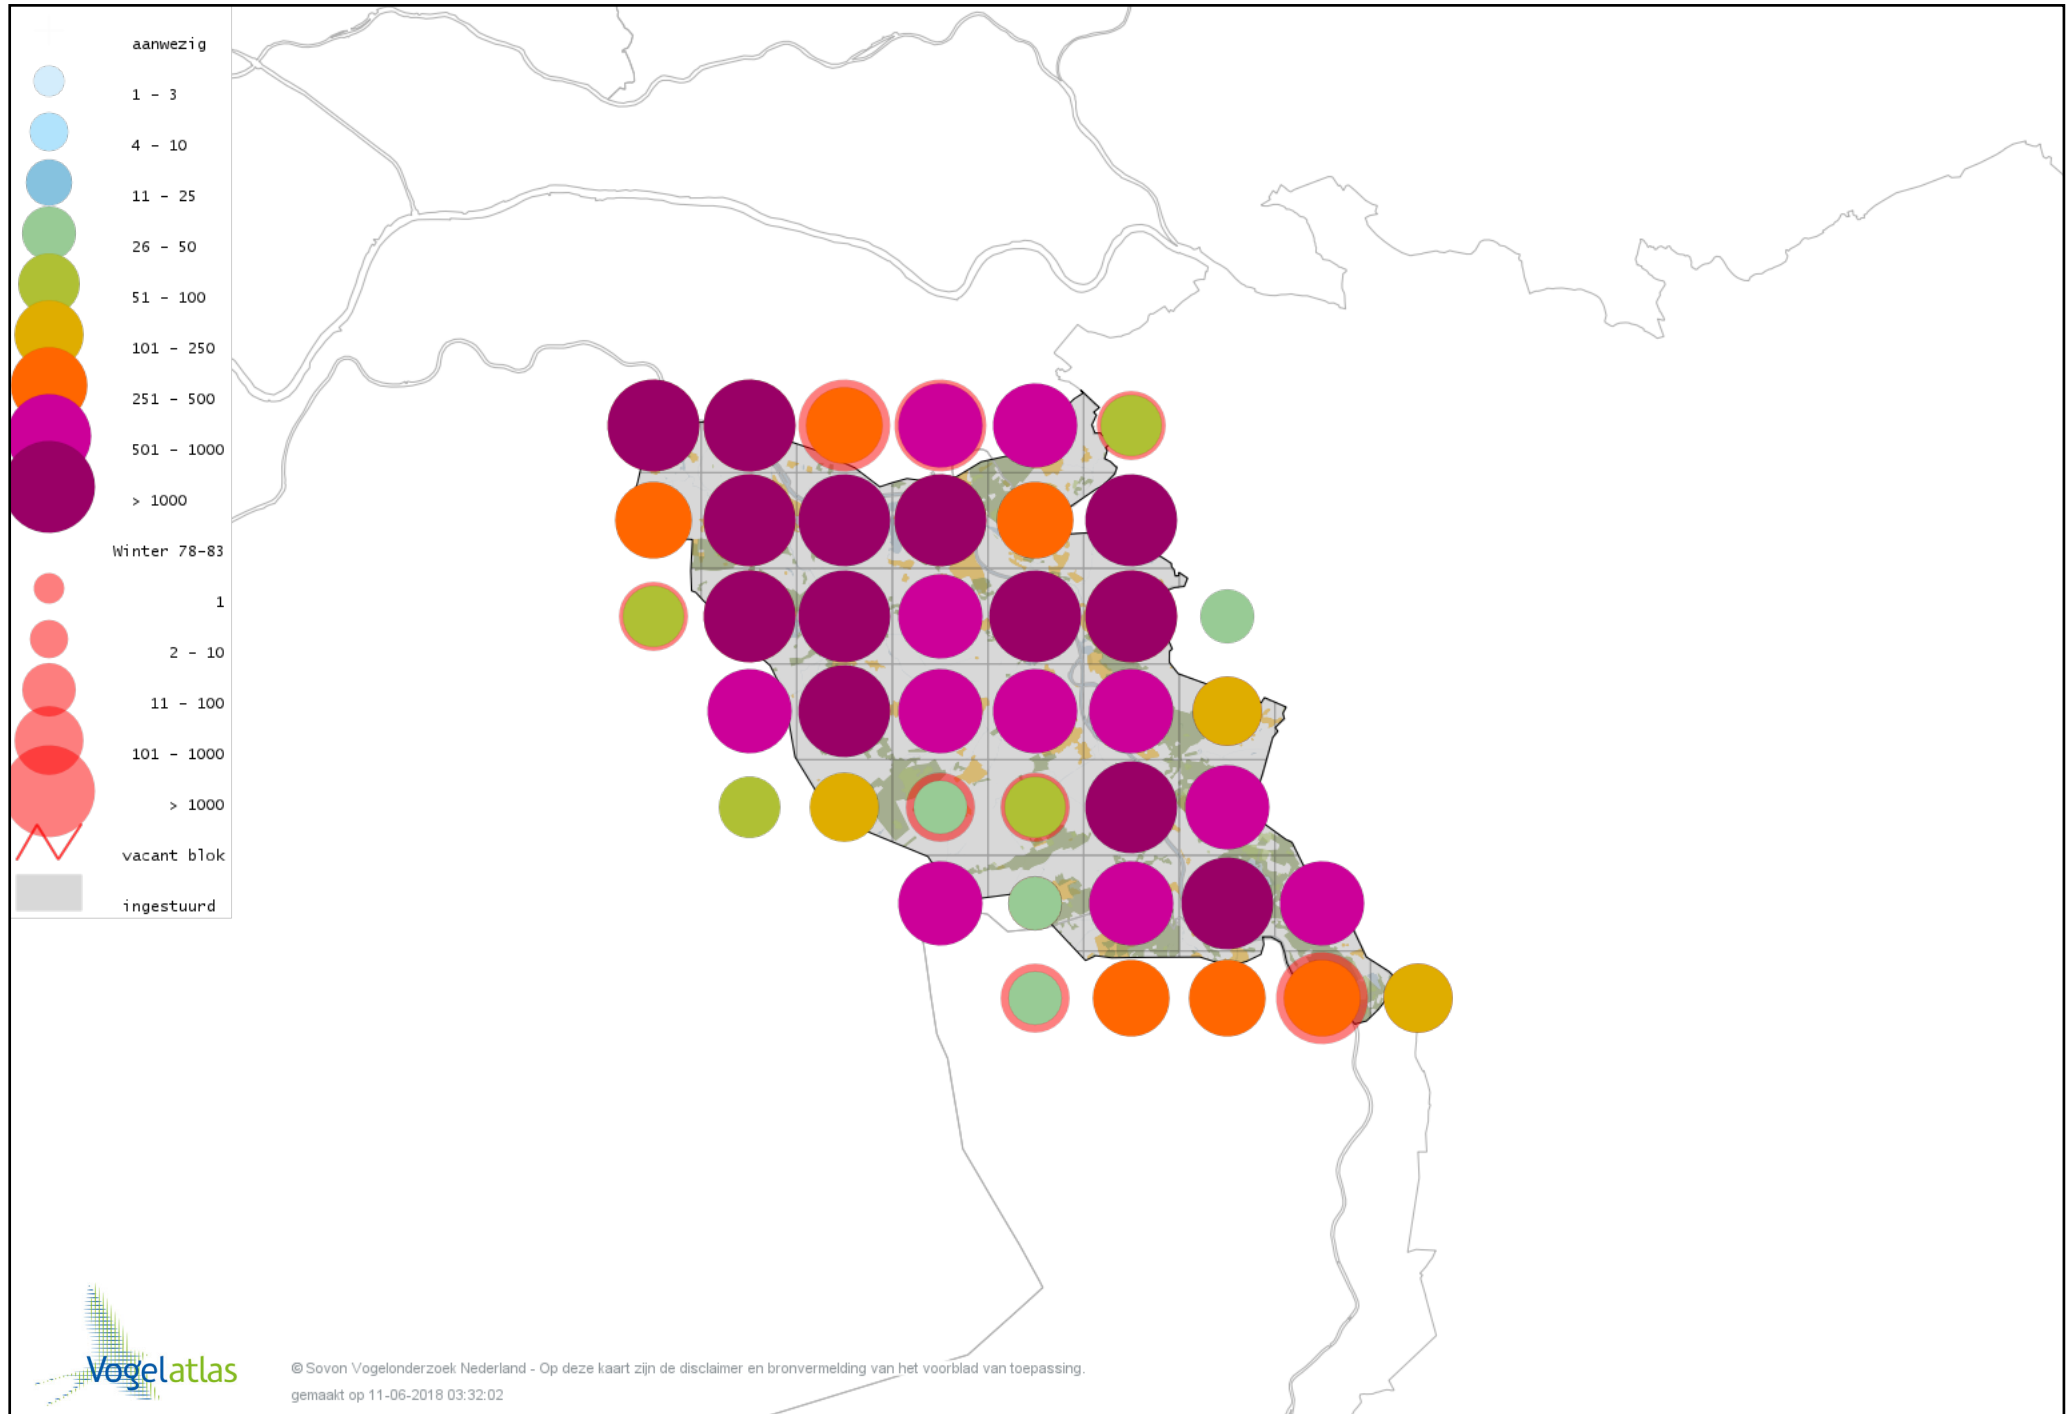 aanwezig
1 - 3
4 - 10
11 - 25
26 - 50
51 - 100
101 - 250
251 - 500
501 - 1000
> 1000
Winter 78-83
1
2 - 10
11 - 100
101 - 1000
> 1000
vacant blok
ingestuurd
Vogelatlas
© Sovon Vogelonderzoek Nederland - Op deze kaart zijn de disclaimer en bronvermelding van het voorblad van toepassing.
gemaakt op 11-06-2018 03:32:02